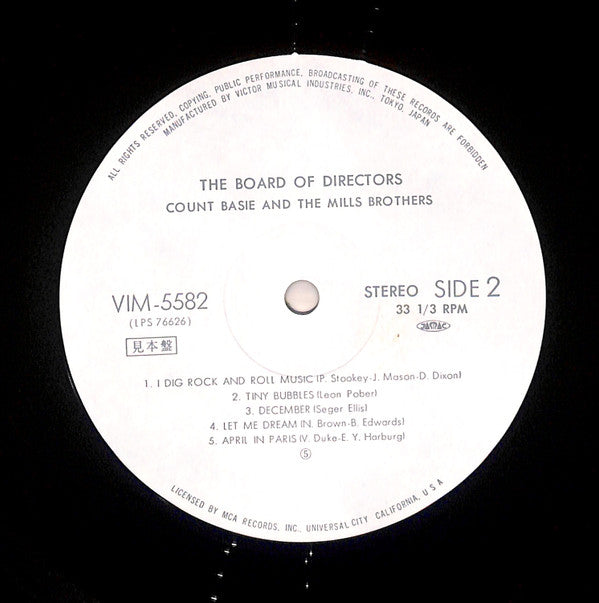 ALL RIGHTS RESERVED, COPYING, PUBLIC PERFORMANCE, BROADCASTING OF THESE RECORDS ARE FORBIDDEN
MANUFACTURED BY VICTOR MUSICAL INDUSTRIES, INC., TOKYO, JAPAN
THE BOARD OF DIRECTORS
COUNT BASIE AND THE MILLS BROTHERS
VIM-5582
(LPS 76626)
見本盤
STEREO SIDE 2
33 1/3 RPM
JASRAC
1. I DIG ROCK AND ROLL MUSIC (P. Stookey-J. Mason-D. Dixon)
2. TINY BUBBLES (Leon Pober)
3. DECEMBER (Seger Ellis)
4. LET ME DREAM (N. Brown-B. Edwards)
5. APRIL IN PARIS (V. Duke-E. Y. Harburg)
⑤
LICENSED BY MCA RECORDS, INC., UNIVERSAL CITY CALIFORNIA, U S A